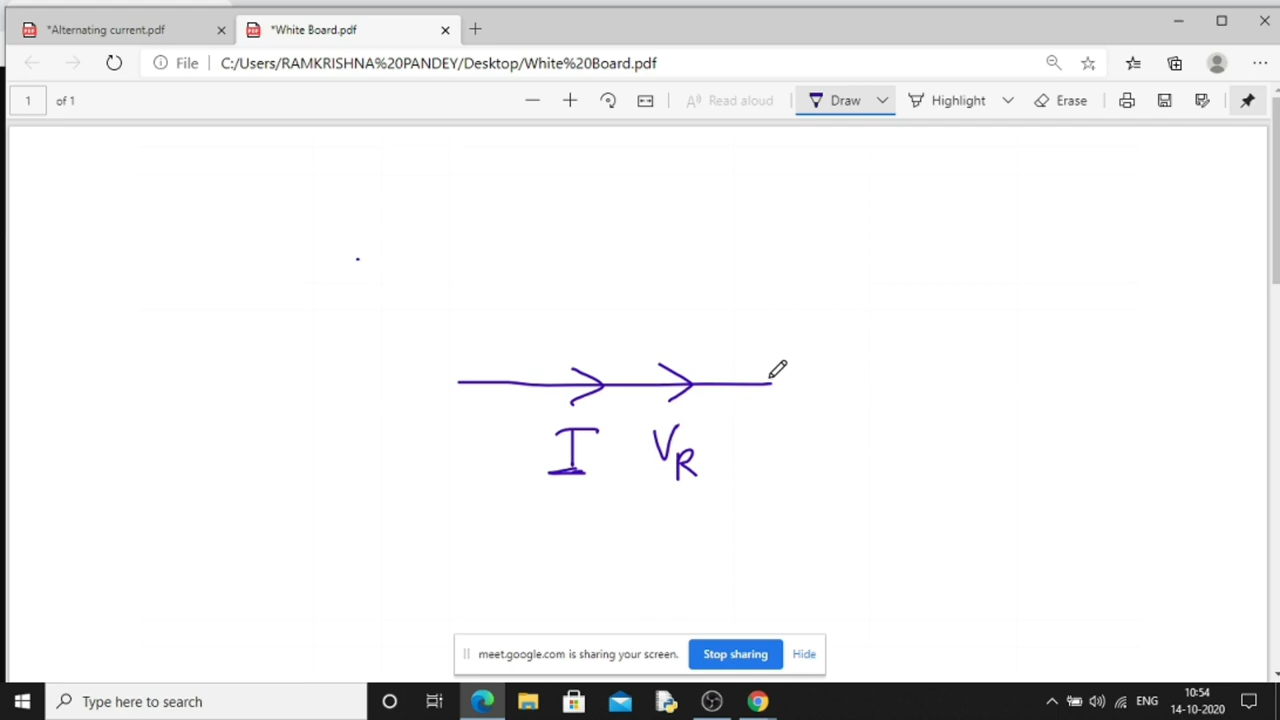 *Alternating current.pdf
*White Board.pdf
File C:/Users/RAMKRISHNA%20PANDEY/Desktop/White%20Board.pdf
1 of 1 Read aloud Draw Highlight Erase
I VR
meet.google.com is sharing your screen. Stop sharing Hide
Type here to search
ENG
10:54
14-10-2020